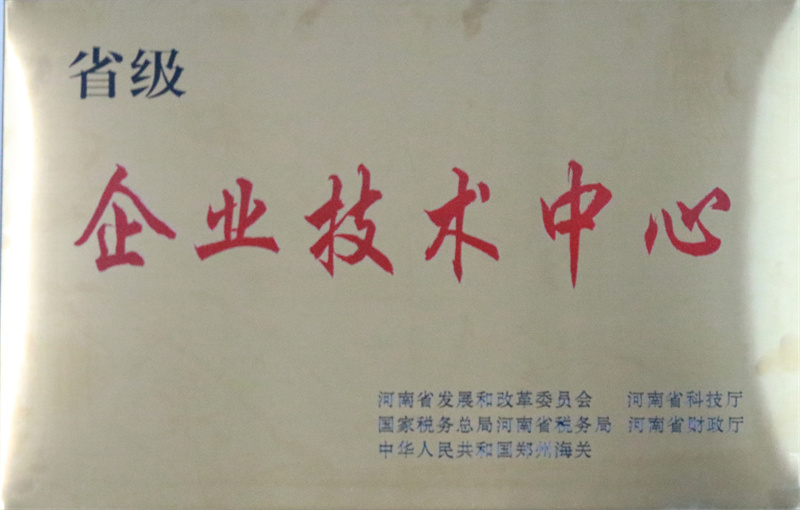 省级
企业技术中心
河南省发展和改革委员会 河南省科技厅
国家税务总局河南省税务局 河南省财政厅
中华人民共和国郑州海关